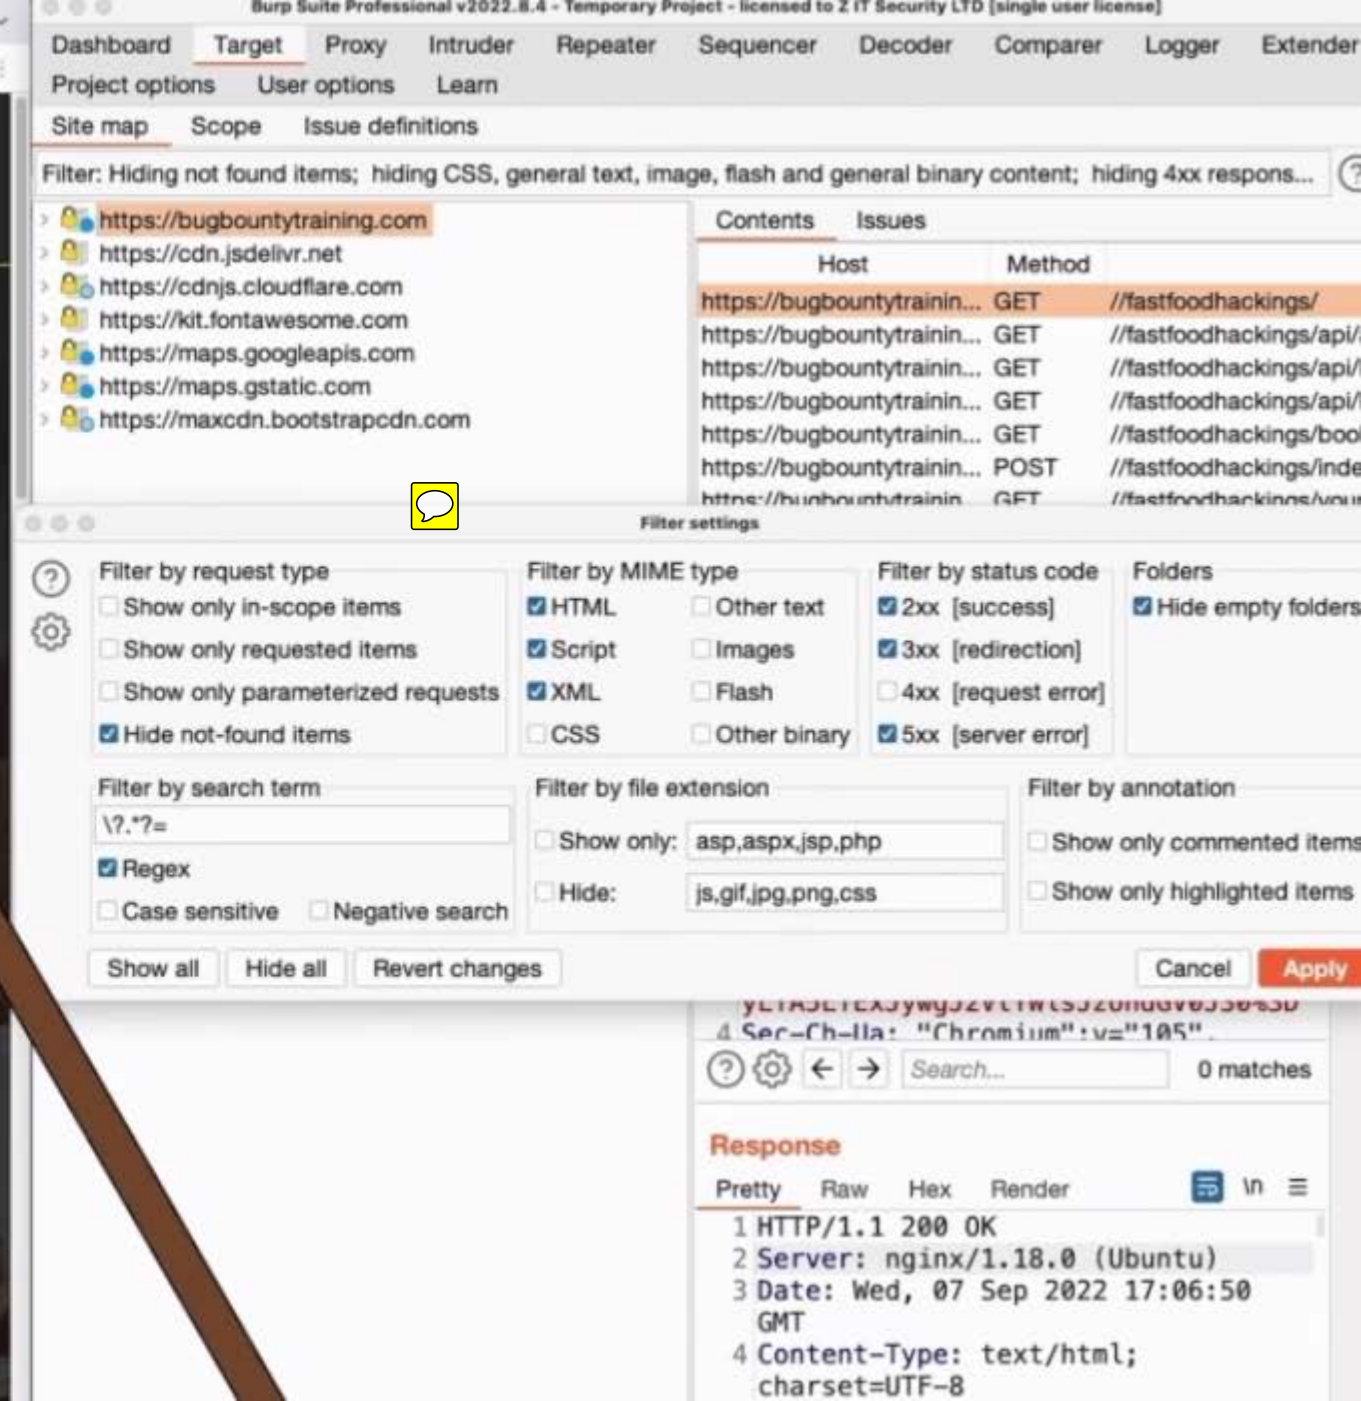 Burp Suite Professional v2022.8.4 - Temporary Project - licensed to Z IT Security LTD [single user license]
Dashboard Target Proxy Intruder Repeater Sequencer Decoder Comparer Logger Extender
Project options User options Learn
Site map Scope Issue definitions
Filter: Hiding not found items; hiding CSS, general text, image, flash and general binary content; hiding 4xx respons...
https://bugbountytraining.com
https://cdn.jsdelivr.net
https://cdnjs.cloudflare.com
https://kit.fontawesome.com
https://maps.googleapis.com
https://maps.gstatic.com
https://maxcdn.bootstrapcdn.com
Contents Issues
Host Method
https://bugbountytrainin... GET //fastfoodhackings/
https://bugbountytrainin... GET //fastfoodhackings/api/
https://bugbountytrainin... GET //fastfoodhackings/api/
https://bugbountytrainin... GET //fastfoodhackings/api/
https://bugbountytrainin... GET //fastfoodhackings/bool
https://bugbountytrainin... POST //fastfoodhackings/inde
https://bugbountytrainin GET //fastfoodhackings/your
Filter settings
Filter by request type
Show only in-scope items
Show only requested items
Show only parameterized requests
Hide not-found items
Filter by MIME type
HTML Other text
Script Images
XML Flash
CSS Other binary
Filter by status code
2xx [success]
3xx [redirection]
4xx [request error]
5xx [server error]
Folders
Hide empty folders
Filter by search term
\?.*?=
Regex
Case sensitive Negative search
Filter by file extension
Show only: asp,aspx,jsp,php
Hide: js,gif,jpg,png,css
Filter by annotation
Show only commented items
Show only highlighted items
Show all Hide all Revert changes Cancel Apply
4 Sec-Ch-Ua: "Chromium";v="105",
Search... 0 matches
Response
Pretty Raw Hex Render \n
1 HTTP/1.1 200 OK
2 Server: nginx/1.18.0 (Ubuntu)
3 Date: Wed, 07 Sep 2022 17:06:50
GMT
4 Content-Type: text/html;
charset=UTF-8